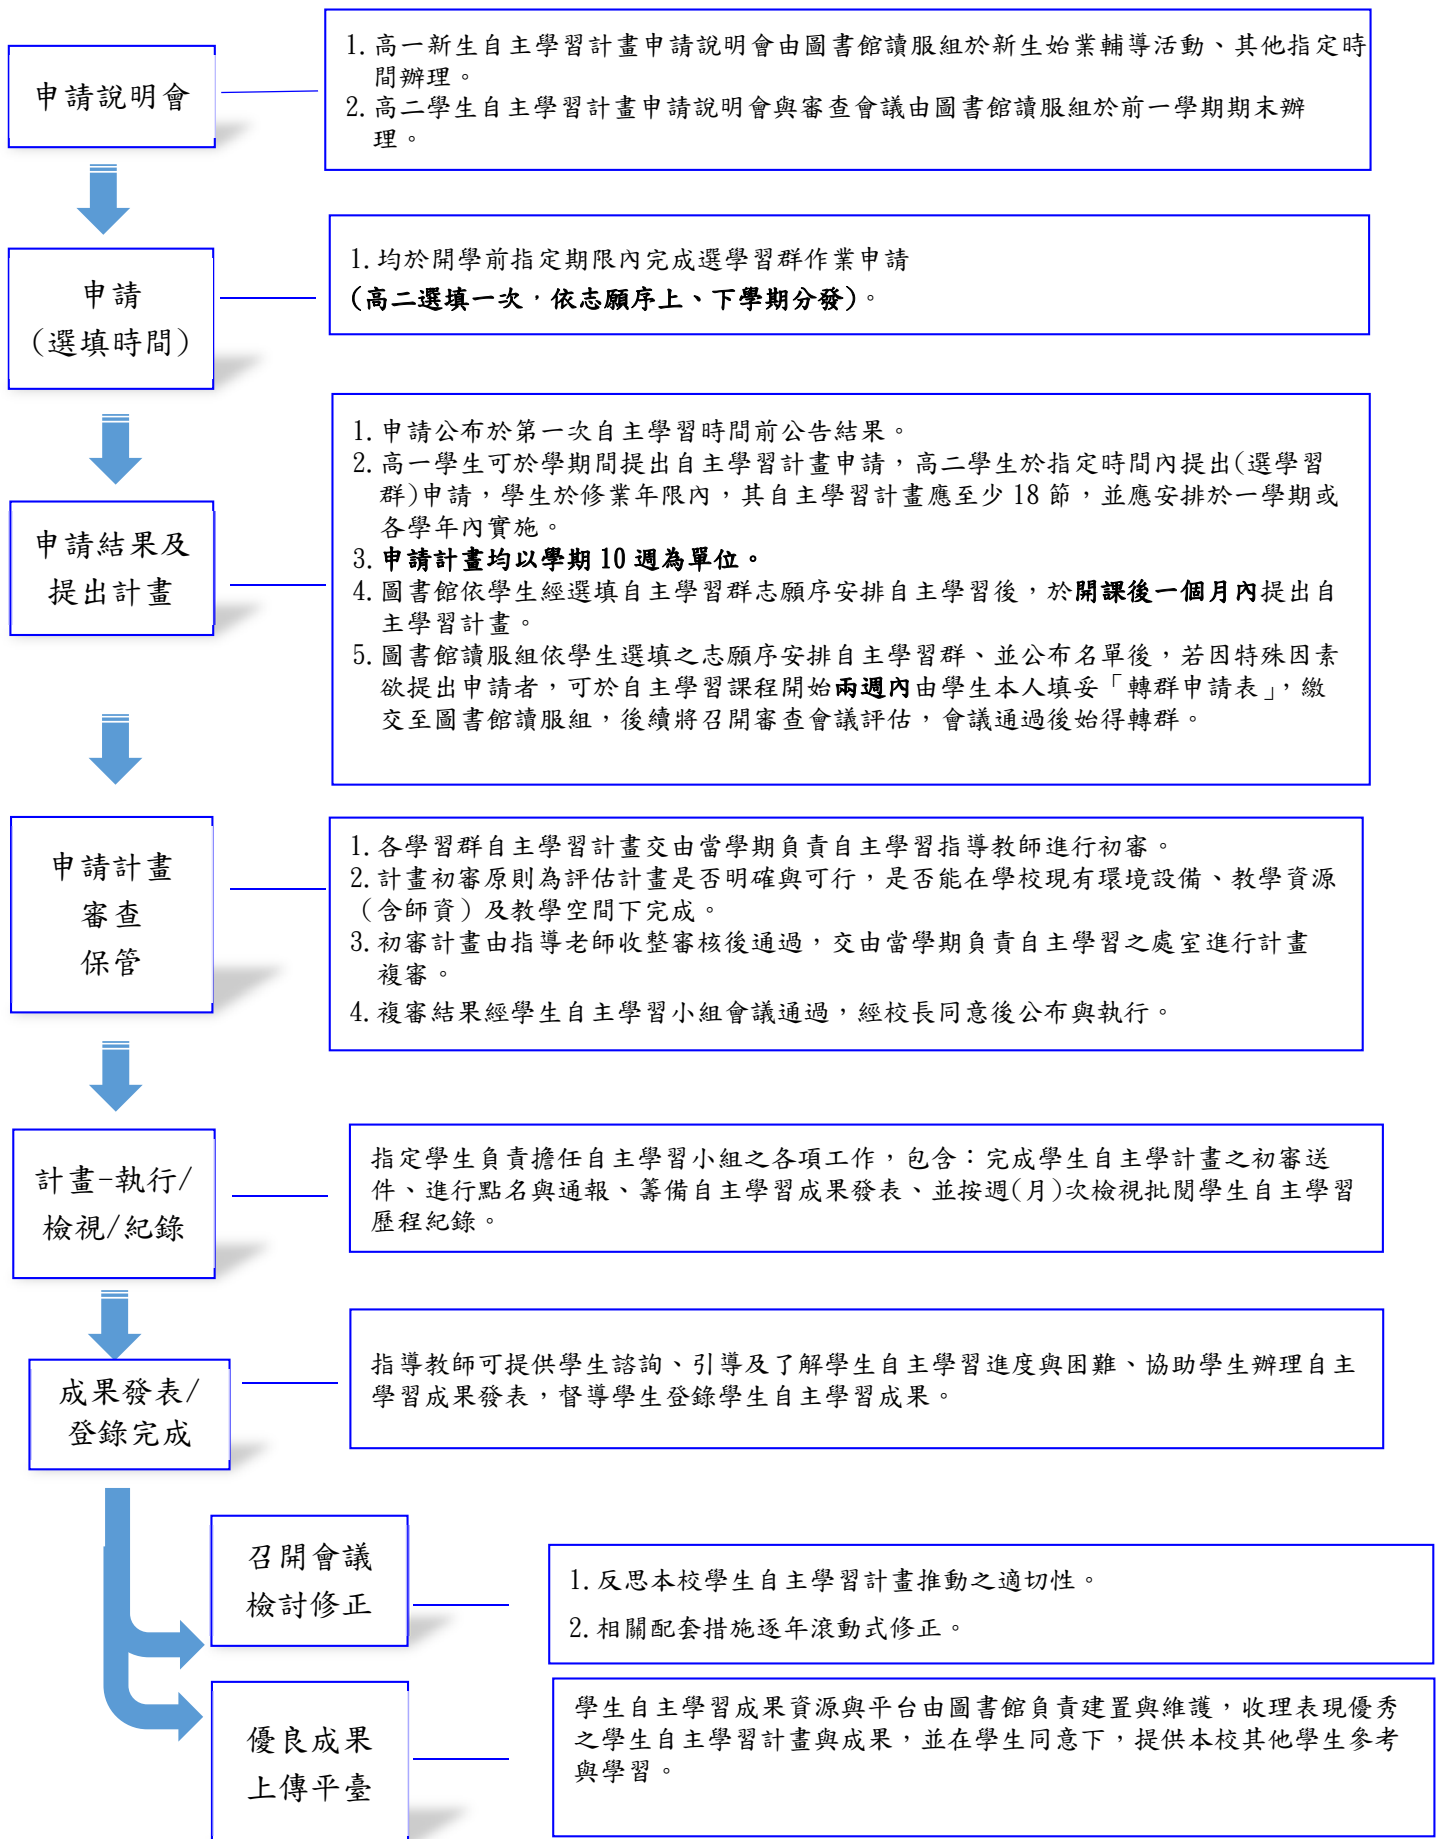 申請說明會
1.高一新生自主學習計畫申請說明會由圖書館讀服組於新生始業輔導活動、其他指定時
間辦理。
2.高二學生自主學習計畫申請說明會與審查會議由圖書館讀服組於前一學期期末辦
理。
申請
(選填時間)
1.均於開學前指定期限內完成選學習群作業申請
(高二選填一次，依志願序上、下學期分發)。
申請結果及
提出計畫
1.申請公布於第一次自主學習時間前公告結果。
2.高一學生可於學期間提出自主學習計畫申請，高二學生於指定時間內提出(選學習
群)申請，學生於修業年限內，其自主學習計畫應至少 18 節，並應安排於一學期或
各學年內實施。
3.申請計畫均以學期 10 週為單位。
4.圖書館依學生經選填自主學習群志願序安排自主學習後，於開課後一個月內提出自
主學習計畫。
5.圖書館讀服組依學生選填之志願序安排自主學習群、並公布名單後，若因特殊因素
欲提出申請者，可於自主學習課程開始兩週內由學生本人填妥「轉群申請表」，繳
交至圖書館讀服組，後續將召開審查會議評估，會議通過後始得轉群。
申請計畫
審查
保管
1.各學習群自主學習計畫交由當學期負責自主學習指導教師進行初審。
2.計畫初審原則為評估計畫是否明確與可行，是否能在學校現有環境設備、教學資源
（含師資）及教學空間下完成。
3.初審計畫由指導老師收整審核後通過，交由當學期負責自主學習之處室進行計畫
複審。
4.複審結果經學生自主學習小組會議通過，經校長同意後公布與執行。
計畫-執行/
檢視/紀錄
指定學生負責擔任自主學習小組之各項工作，包含：完成學生自主學計畫之初審送
件、進行點名與通報、籌備自主學習成果發表、並按週(月)次檢視批閱學生自主學習
歷程紀錄。
成果發表/
登錄完成
指導教師可提供學生諮詢、引導及了解學生自主學習進度與困難、協助學生辦理自主
學習成果發表，督導學生登錄學生自主學習成果。
召開會議
檢討修正
1.反思本校學生自主學習計畫推動之適切性。
2.相關配套措施逐年滾動式修正。
優良成果
上傳平臺
學生自主學習成果資源與平台由圖書館負責建置與維護，收理表現優秀
之學生自主學習計畫與成果，並在學生同意下，提供本校其他學生參考
與學習。